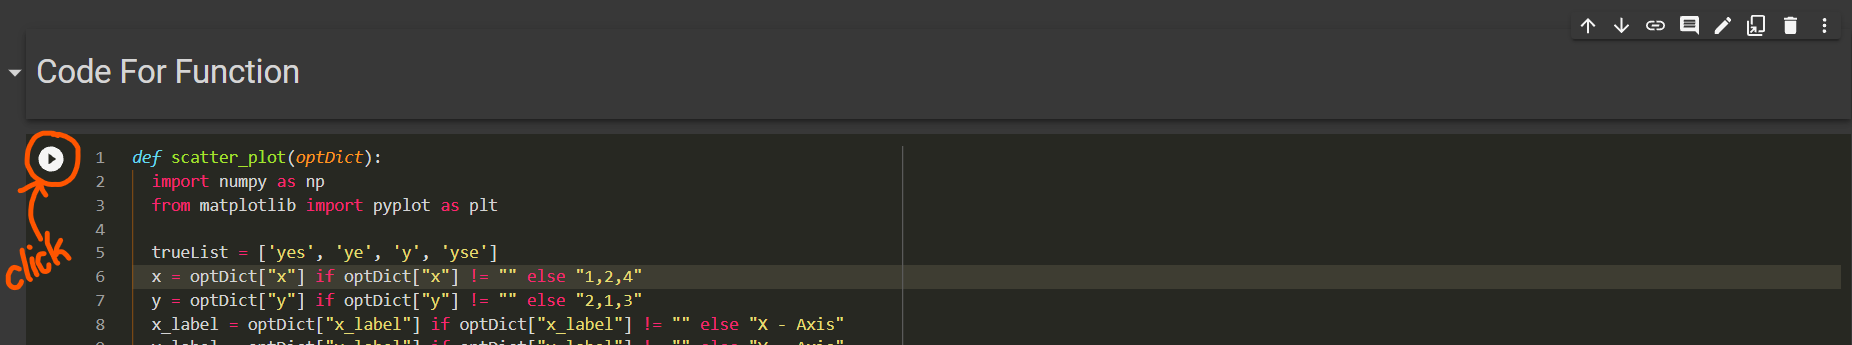 Code For Function
click
1 def scatter_plot(optDict):
2 import numpy as np
3 from matplotlib import pyplot as plt
4
5 trueList = ['yes', 'ye', 'y', 'yse']
6 x = optDict["x"] if optDict["x"] != "" else "1,2,4"
7 y = optDict["y"] if optDict["y"] != "" else "2,1,3"
8 x_label = optDict["x_label"] if optDict["x_label"] != "" else "X - Axis"